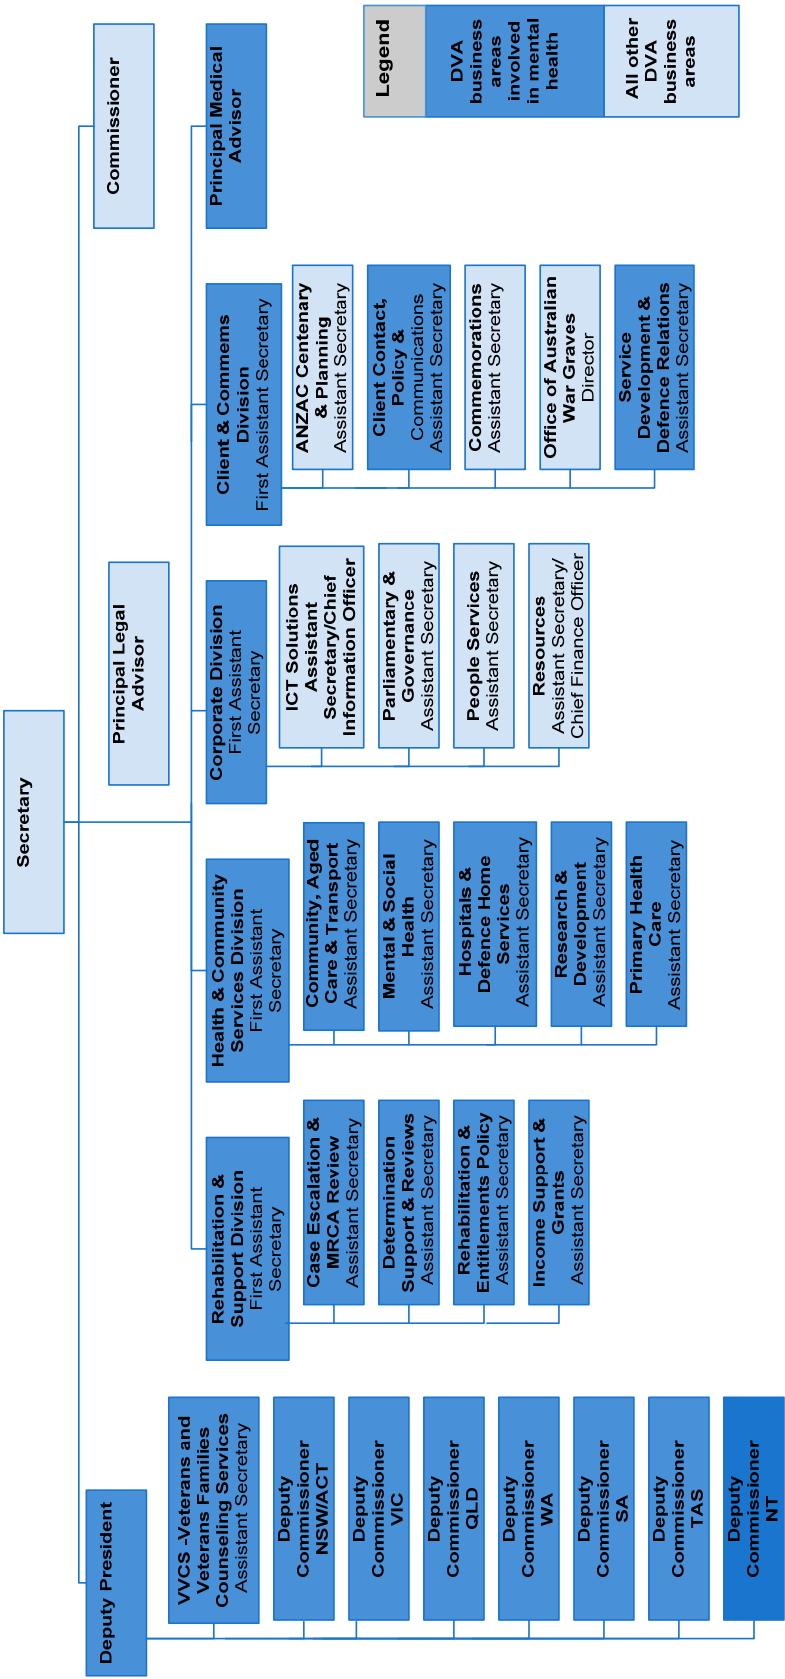 Secretary
Deputy President
Commissioner
Principal Legal
Advisor
VVCS -Veterans and
Veterans Families
Counseling Services
Assistant Secretary
Deputy
Commissioner
NSW/ACT
Deputy
Commissioner
VIC
Deputy
Commissioner
QLD
Deputy
Commissioner
WA
Deputy
Commissioner
SA
Deputy
Commissioner
TAS
Deputy
Commissioner
NT
Rehabilitation &
Support Division
First Assistant
Secretary
Case Escalation &
MRCA Review
Assistant Secretary
Determination
Support & Reviews
Assistant Secretary
Rehabilitation &
Entitlements Policy
Assistant Secretary
Income Support &
Grants
Assistant Secretary
Health & Community
Services Division
First Assistant
Secretary
Community, Aged
Care & Transport
Assistant Secretary
Mental & Social
Health
Assistant Secretary
Hospitals &
Defence Home
Services
Assistant Secretary
Research &
Development
Assistant Secretary
Primary Health
Care
Assistant Secretary
Corporate Division
First Assistant
Secretary
ICT Solutions
Assistant
Secretary/Chief
Information Officer
Parliamentary &
Governance
Assistant Secretary
People Services
Assistant Secretary
Resources
Assistant Secretary/
Chief Finance Officer
Client & Commems
Division
First Assistant Secretary
ANZAC Centenary
& Planning
Assistant Secretary
Client Contact,
Policy &
Communications
Assistant Secretary
Commemorations
Assistant Secretary
Office of Australian
War Graves
Director
Service
Development &
Defence Relations
Assistant Secretary
Principal Medical
Advisor
Legend
DVA
business
areas
involved
in mental
health
All other
DVA
business
areas